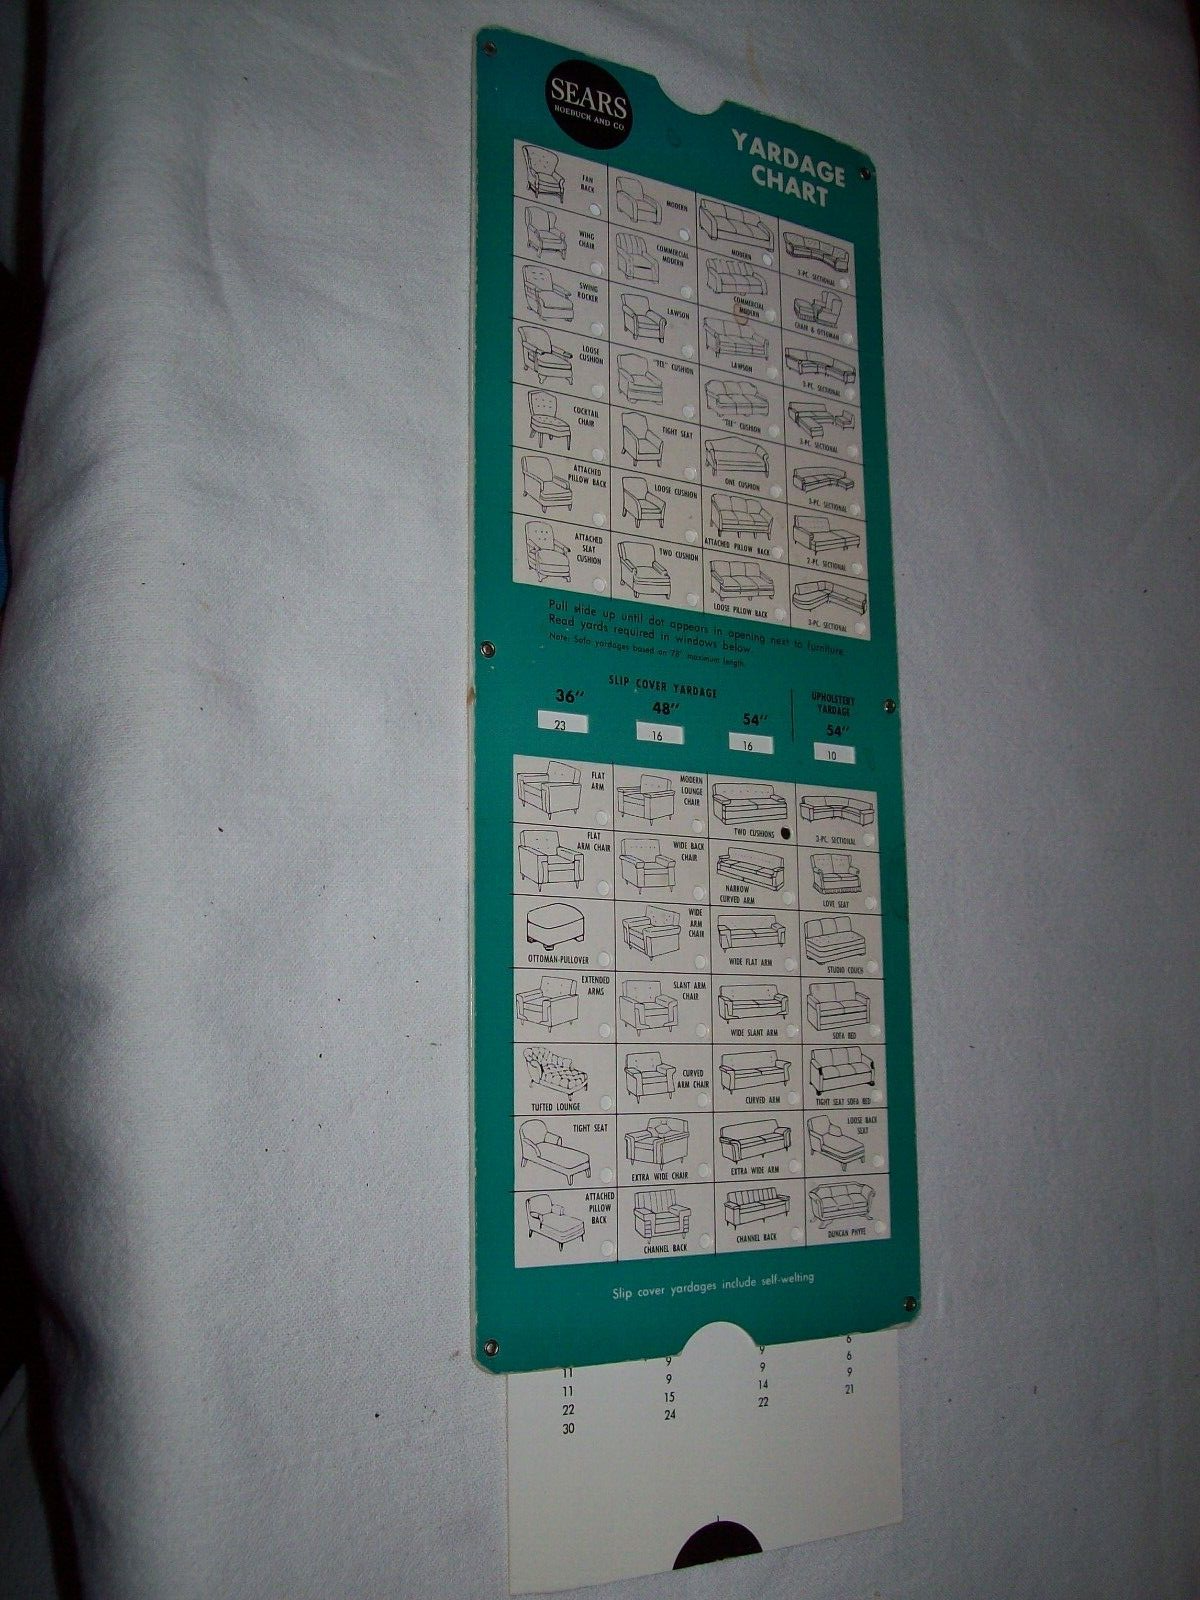 SEARS
ROEBUCK AND CO
YARDAGE
CHART
FAN
BACK
MODERN
MODERN
3-PC. SECTIONAL
WING
CHAIR
COMMERCIAL
MODERN
COMMERCIAL
MODERN
CHAIR & OTTOMAN
SWING
ROCKER
LAWSON
LAWSON
3-PC. SECTIONAL
LOOSE
CUSHION
"TEE" CUSHION
"TEE" CUSHION
3-PC. SECTIONAL
COCKTAIL
CHAIR
TIGHT SEAT
ONE CUSHION
3-PC. SECTIONAL
ATTACHED
PILLOW BACK
LOOSE CUSHION
ATTACHED PILLOW BACK
2-PC. SECTIONAL
ATTACHED
SEAT
CUSHION
TWO CUSHION
LOOSE PILLOW BACK
3-PC. SECTIONAL
Pull slide up until dot appears in opening next to furniture
Read yards required in windows below.
Note: Sofa yardages based on 78" maximum length.
SLIP COVER YARDAGE
UPHOLSTERY
YARDAGE
36" 48" 54" 54"
23 16 16 10
FLAT
ARM
MODERN
LOUNGE
CHAIR
TWO CUSHIONS
3-PC. SECTIONAL
FLAT
ARM CHAIR
WIDE BACK
CHAIR
NARROW
CURVED ARM
LOVE SEAT
OTTOMAN-PULLOVER
WIDE
ARM
CHAIR
WIDE FLAT ARM
STUDIO COUCH
EXTENDED
ARMS
SLANT ARM
CHAIR
WIDE SLANT ARM
SOFA BED
TUFTED LOUNGE
CURVED
ARM CHAIR
CURVED ARM
TIGHT SEAT SOFA BED
TIGHT SEAT
EXTRA WIDE CHAIR
EXTRA WIDE ARM
LOOSE BACK
SEAT
ATTACHED
PILLOW
BACK
CHANNEL BACK
CHANNEL BACK
DUNCAN PHYFE
Slip cover yardages include self-welting
9 6
11 9 9 6
11 9 14 9
22 15 22 21
30 24